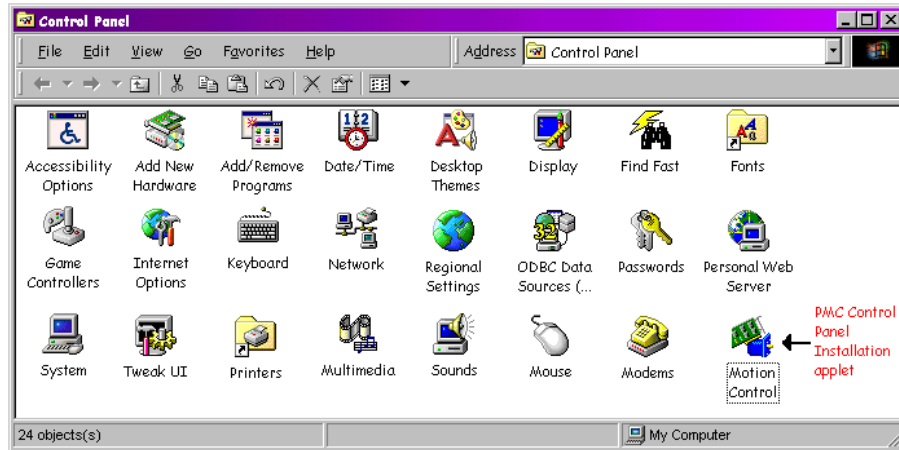 Control Panel
File Edit View Go Favorites Help Address Control Panel
Accessibility Options
Add New Hardware
Add/Remove Programs
Date/Time
Desktop Themes
Display
Find Fast
Fonts
Game Controllers
Internet Options
Keyboard
Network
Regional Settings
ODBC Data Sources (...
Passwords
Personal Web Server
System
Tweak UI
Printers
Multimedia
Sounds
Mouse
Modems
Motion Control
PMC Control
Panel
Installation
applet
24 objects(s)
My Computer